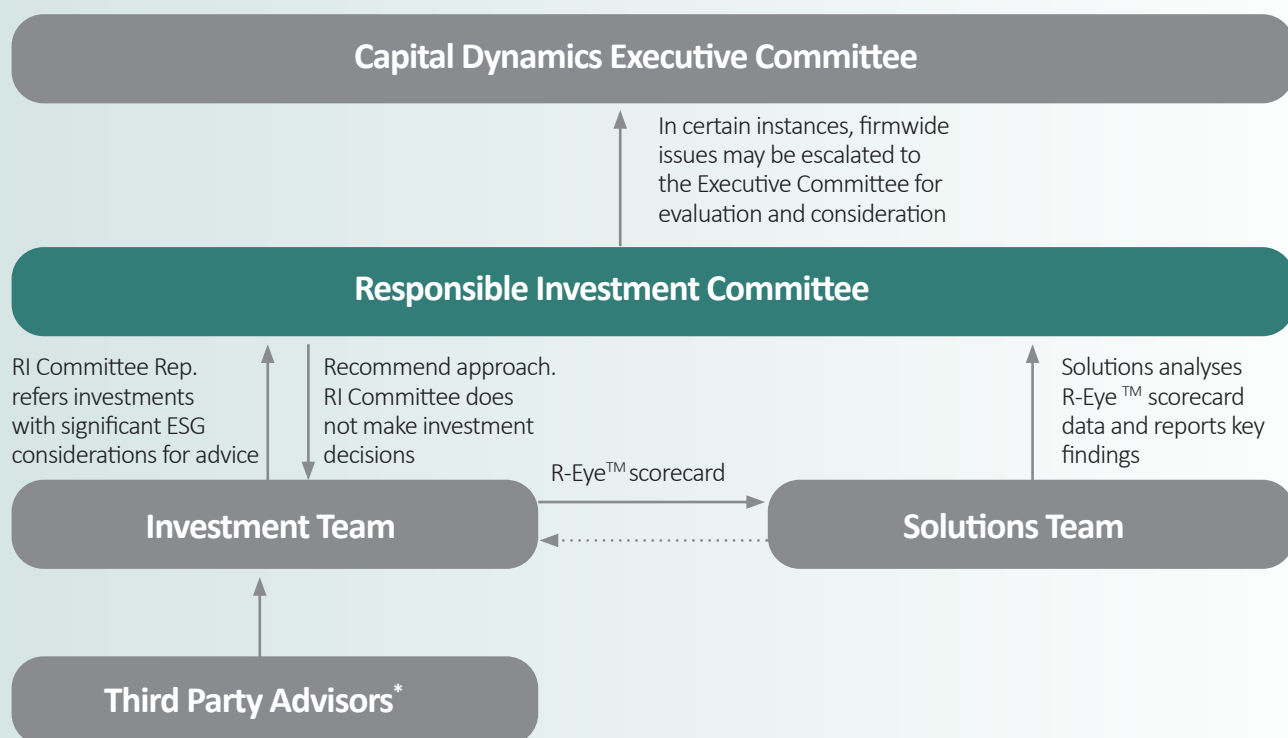 Capital Dynamics Executive Committee
In certain instances, firmwide
issues may be escalated to
the Executive Committee for
evaluation and consideration
Responsible Investment Committee
RI Committee Rep.
refers investments
with significant ESG
considerations for advice
Recommend approach.
RI Committee does
not make investment
decisions
Solutions analyses
R-Eye ™ scorecard
data and reports key
findings
R-Eye™ scorecard
Investment Team
Solutions Team
Third Party Advisors*